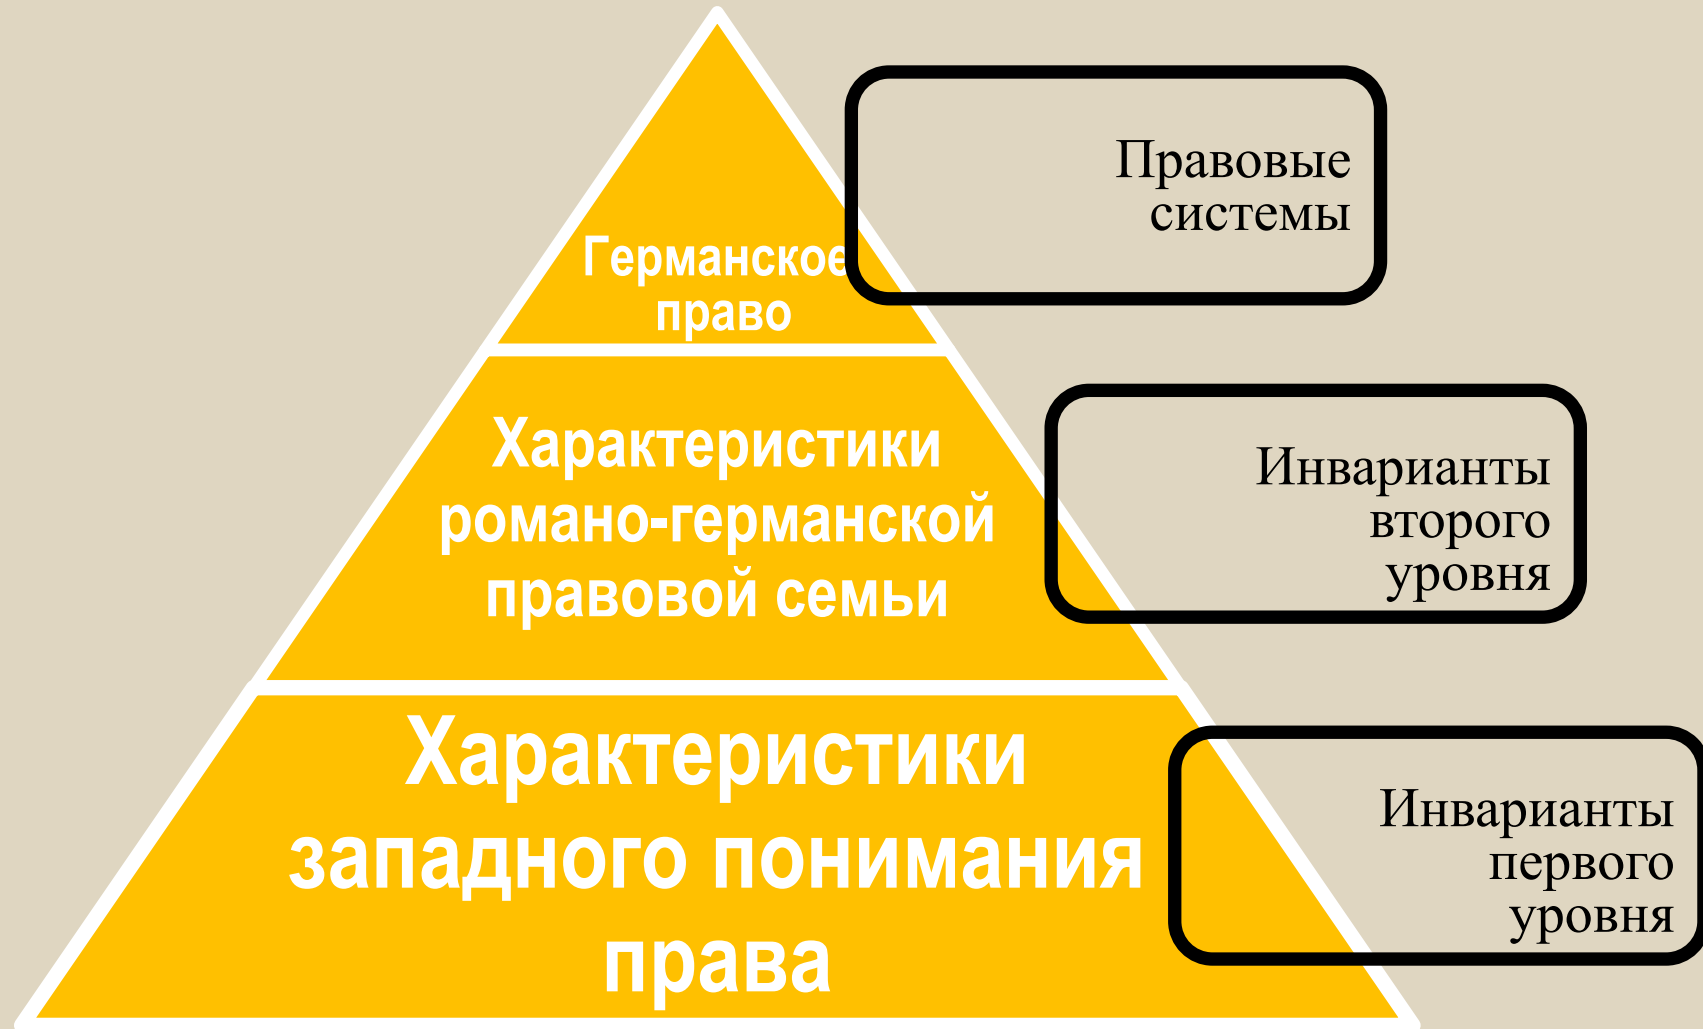 Правовые
системы
Германское
право
Характеристики
романо-германской
правовой семьи
Инварианты
второго
уровня
Характеристики
западного понимания
права
Инварианты
первого
уровня